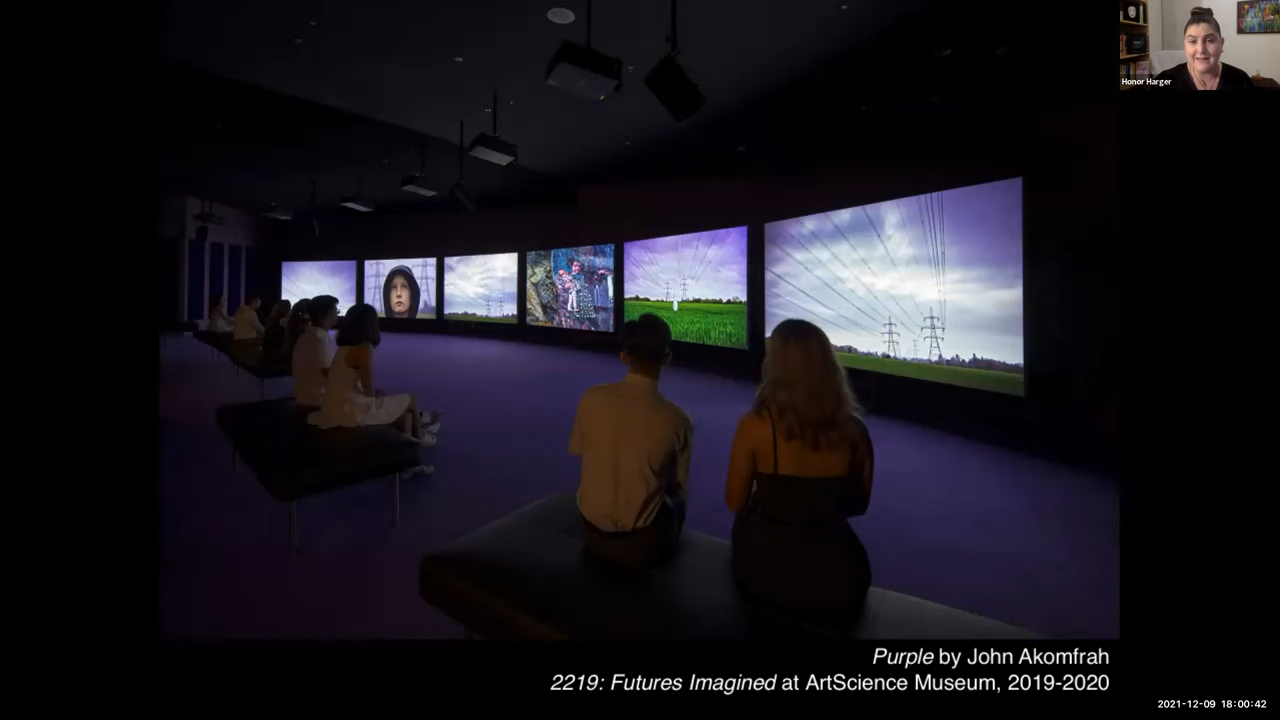 Honor Harger
Purple by John Akomfrah
2219: Futures Imagined at ArtScience Museum, 2019-2020
2021-12-09 18:00:42